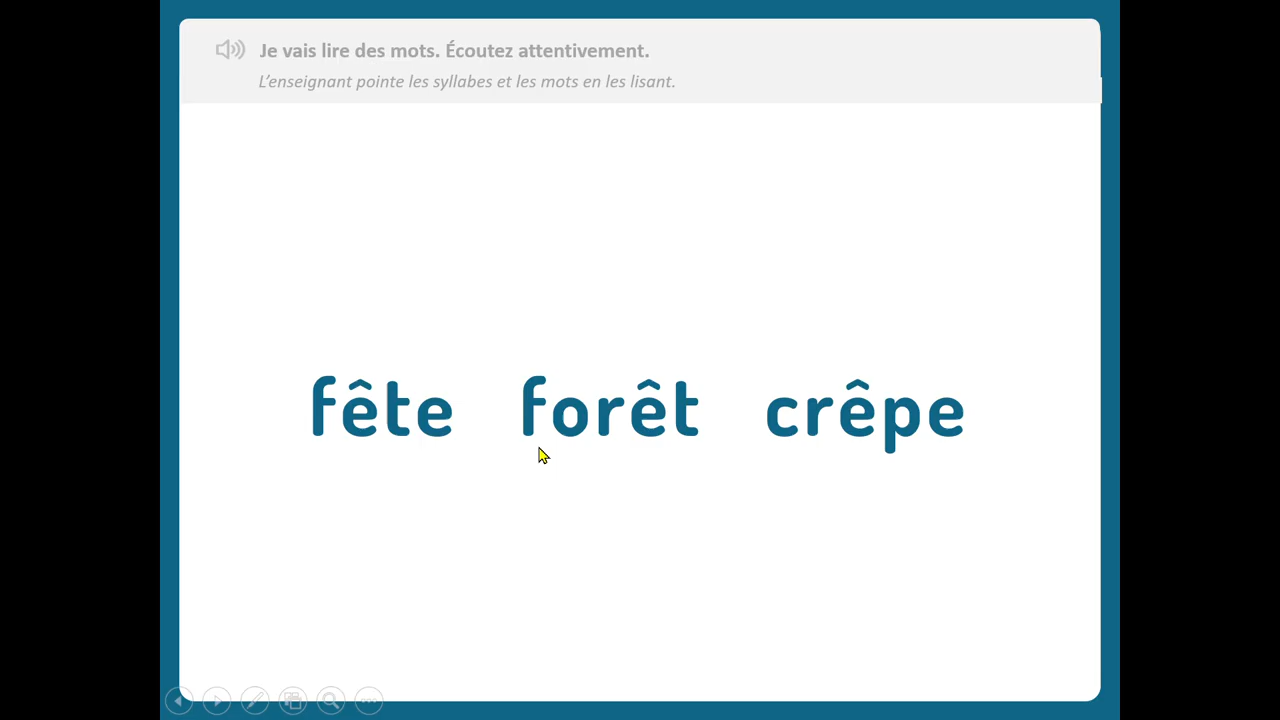 Je vais lire des mots. Écoutez attentivement.
L'enseignant pointe les syllabes et les mots en les lisant.
fête forêt crêpe